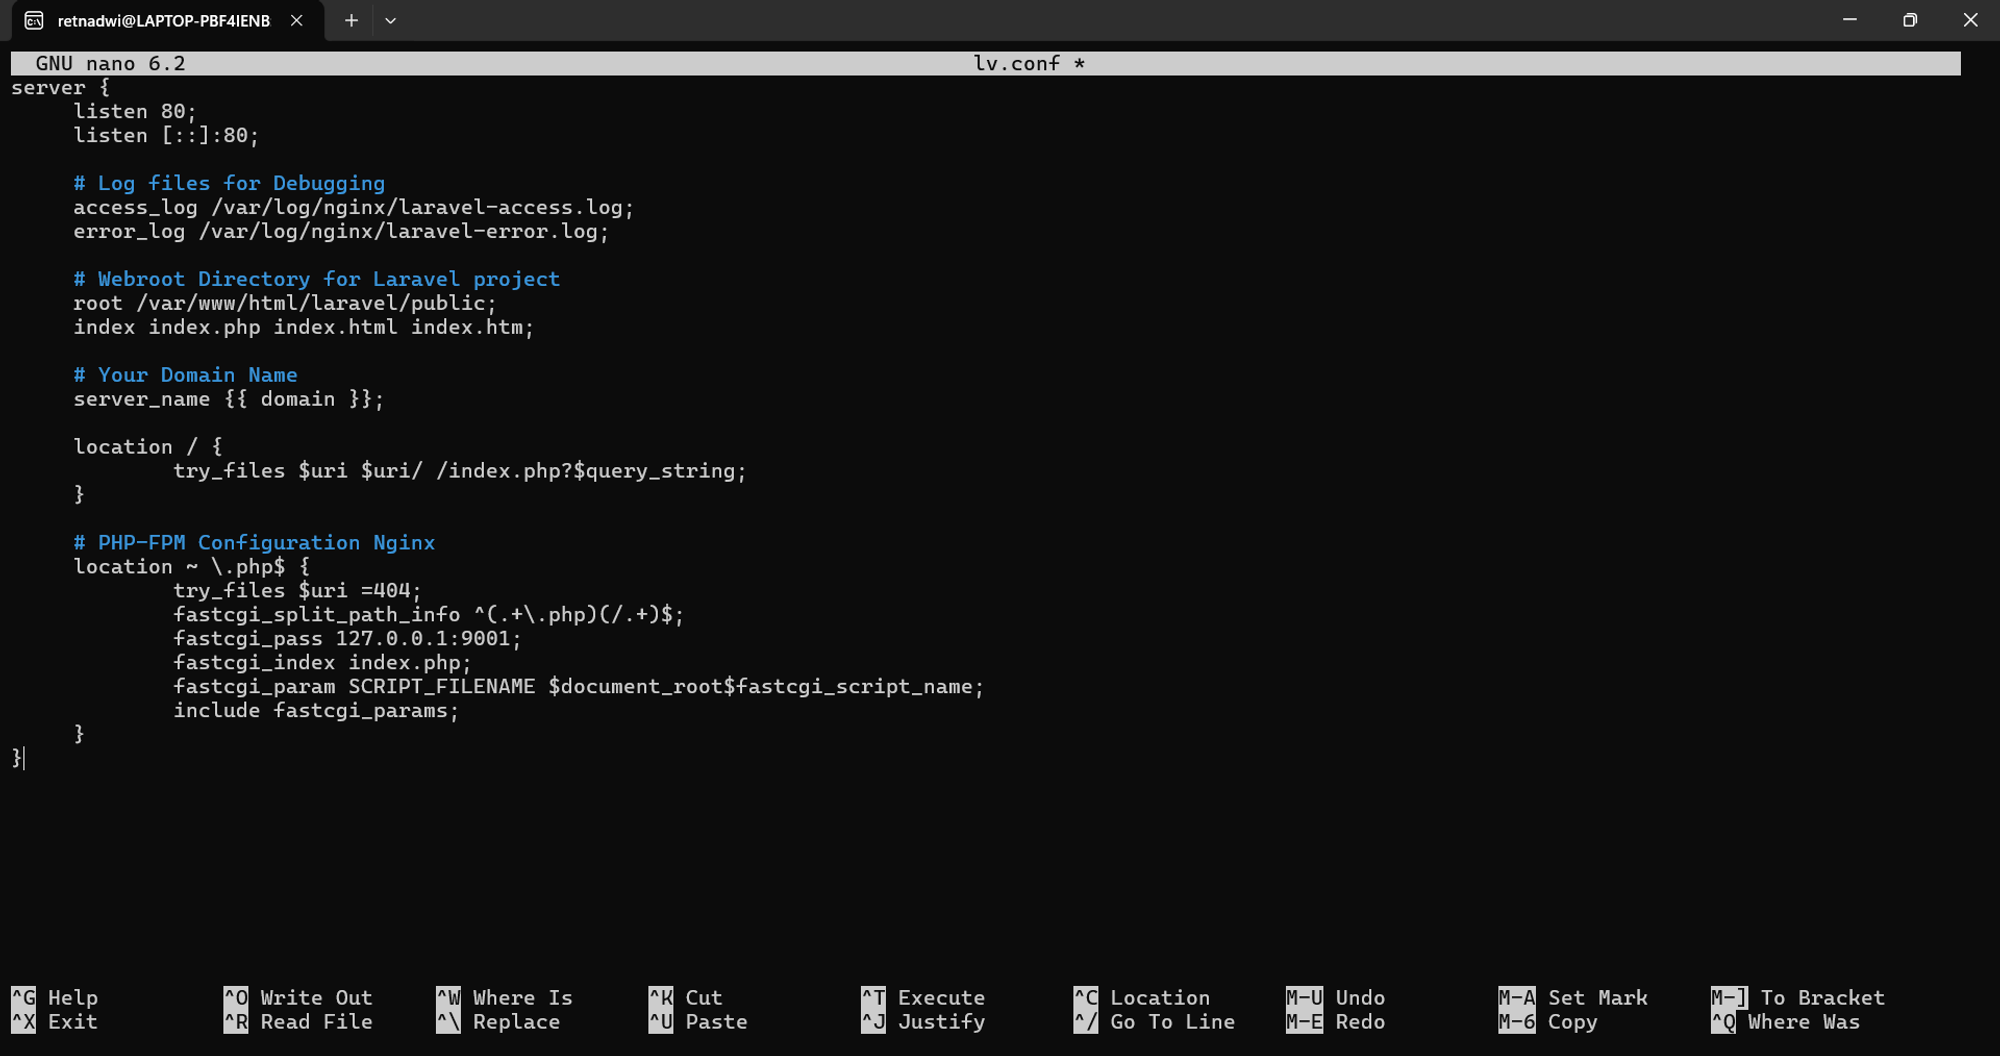 retnadwi@LAPTOP-PBF4IENB
GNU nano 6.2 lv.conf *
server {
listen 80;
listen [::]:80;
# Log files for Debugging
access_log /var/log/nginx/laravel-access.log;
error_log /var/log/nginx/laravel-error.log;
# Webroot Directory for Laravel project
root /var/www/html/laravel/public;
index index.php index.html index.htm;
# Your Domain Name
server_name {{ domain }};
location / {
try_files $uri $uri/ /index.php?$query_string;
}
# PHP-FPM Configuration Nginx
location ~ \.php$ {
try_files $uri =404;
fastcgi_split_path_info ^(.+\.php)(/.+)$;
fastcgi_pass 127.0.0.1:9001;
fastcgi_index index.php;
fastcgi_param SCRIPT_FILENAME $document_root$fastcgi_script_name;
include fastcgi_params;
}
}
^G Help ^O Write Out ^W Where Is ^K Cut ^T Execute ^C Location M-U Undo M-A Set Mark M-] To Bracket
^X Exit ^R Read File ^\ Replace ^U Paste ^J Justify ^/ Go To Line M-E Redo M-6 Copy ^Q Where Was